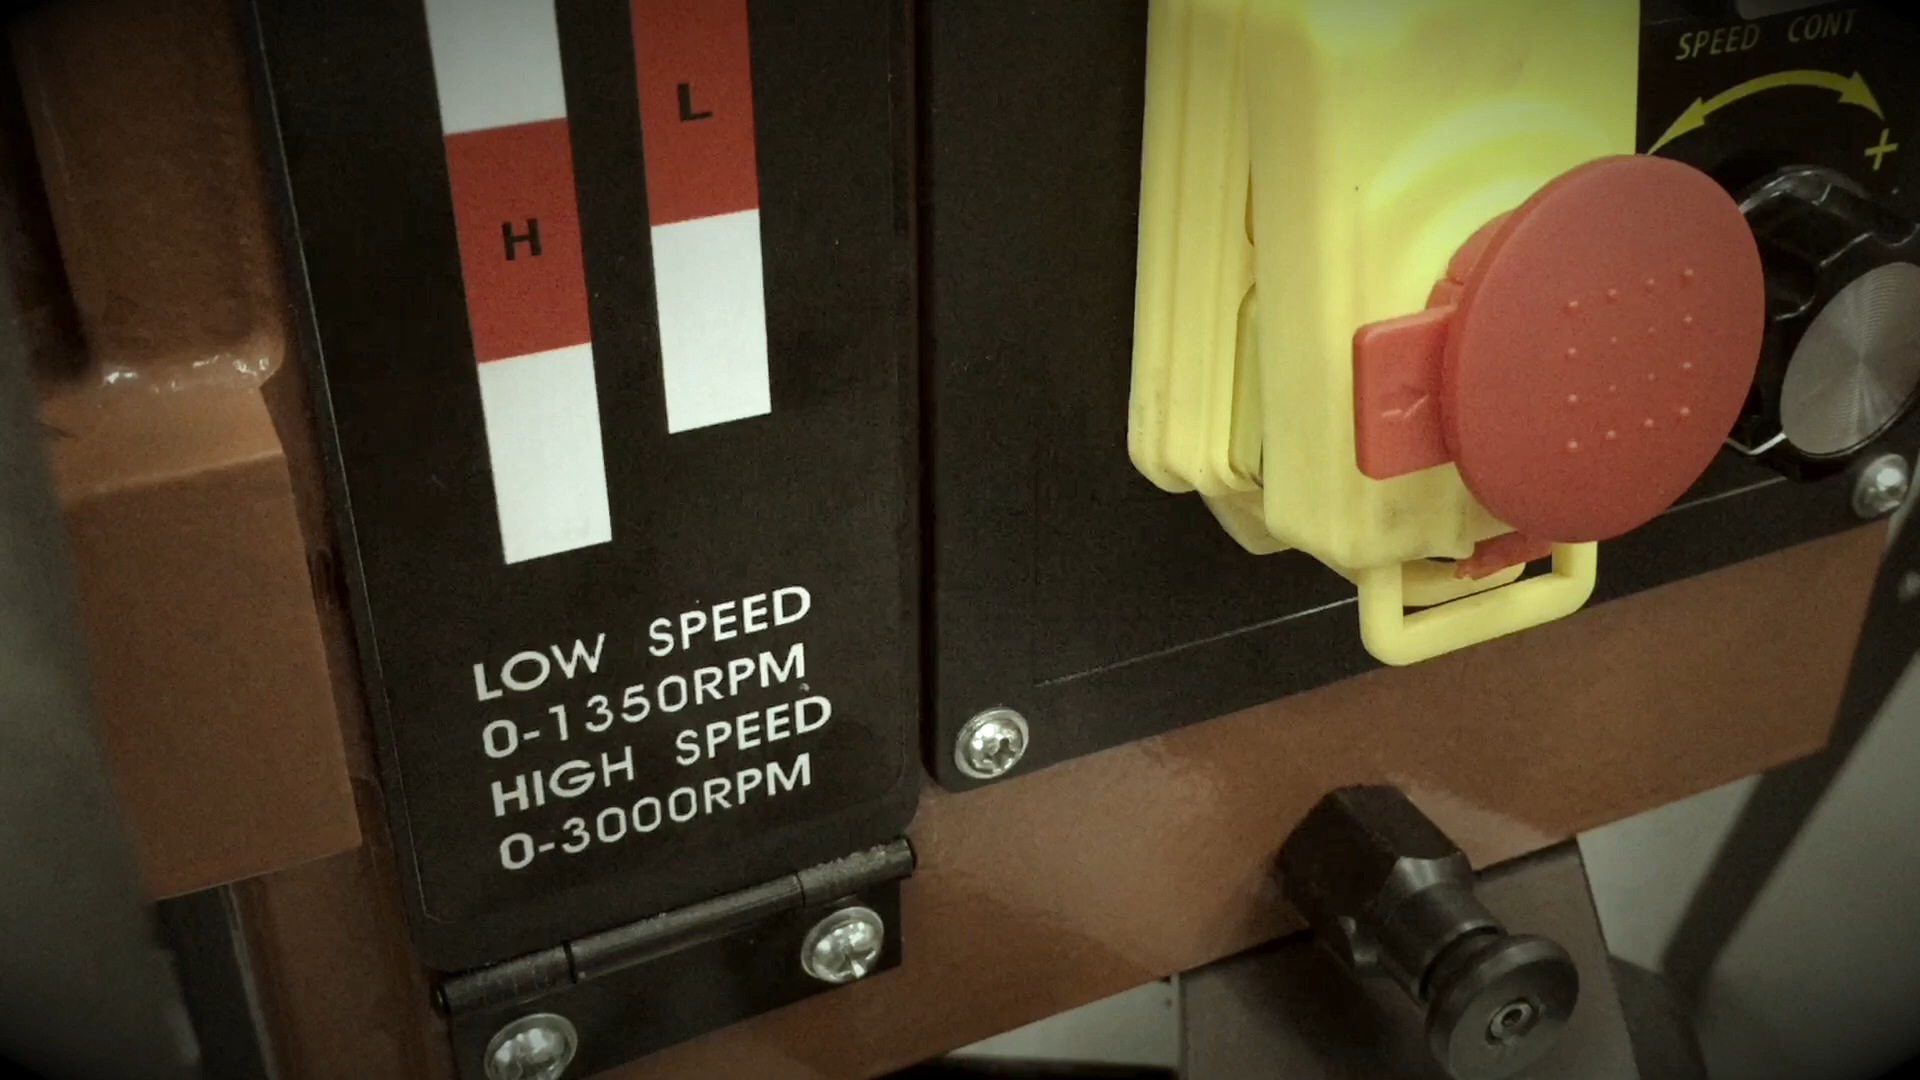 L
H
LOW SPEED
0-1350RPM
HIGH SPEED
0-3000RPM
SPEED CONT
+